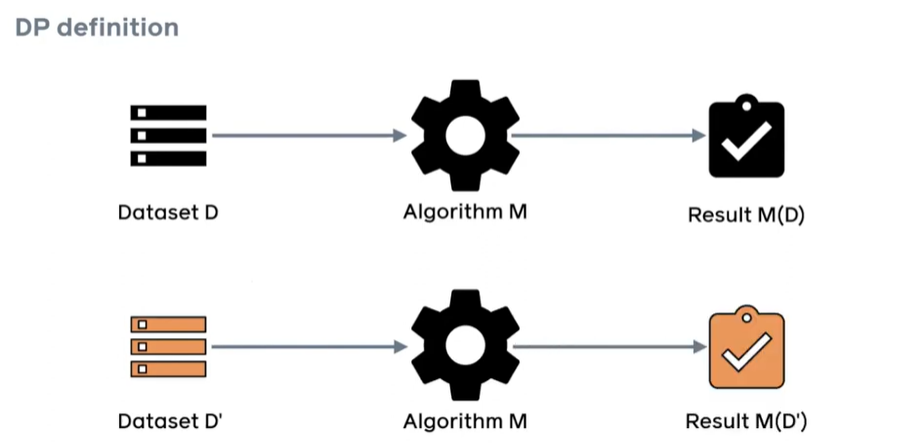 DP definition
Dataset D
Algorithm M
Result M(D)
Dataset D'
Algorithm M
Result M(D')